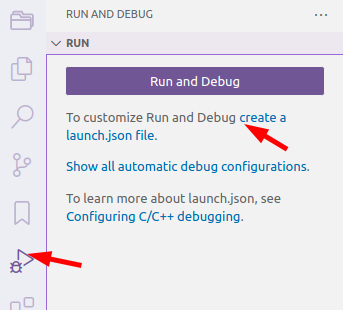 RUN AND DEBUG
RUN
Run and Debug
To customize Run and Debug create a
launch.json file.
Show all automatic debug configurations.
To learn more about launch.json, see
Configuring C/C++ debugging.